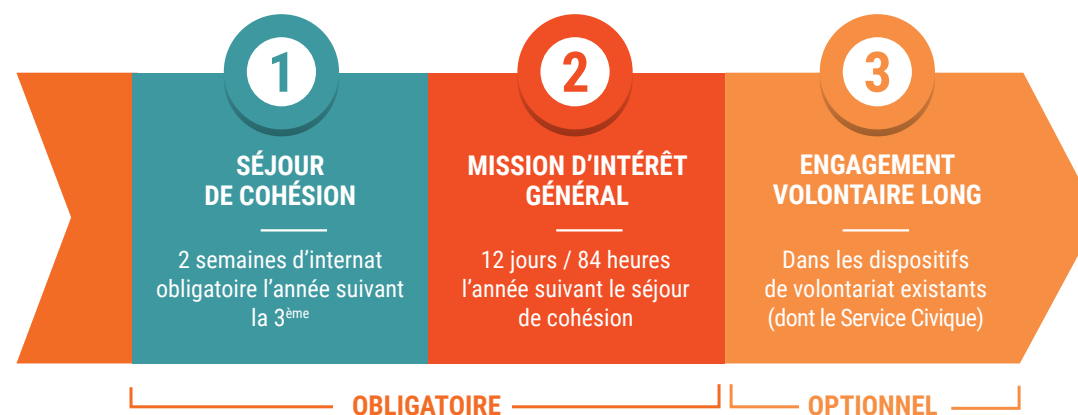 1
SÉJOUR
DE COHÉSION
2 semaines d’internat
obligatoire l’année suivant
la 3ème
2
MISSION D’INTÉRÊT
GÉNÉRAL
12 jours / 84 heures
l’année suivant le séjour
de cohésion
3
ENGAGEMENT
VOLONTAIRE LONG
Dans les dispositifs
de volontariat existants
(dont le Service Civique)
OBLIGATOIRE
OPTIONNEL